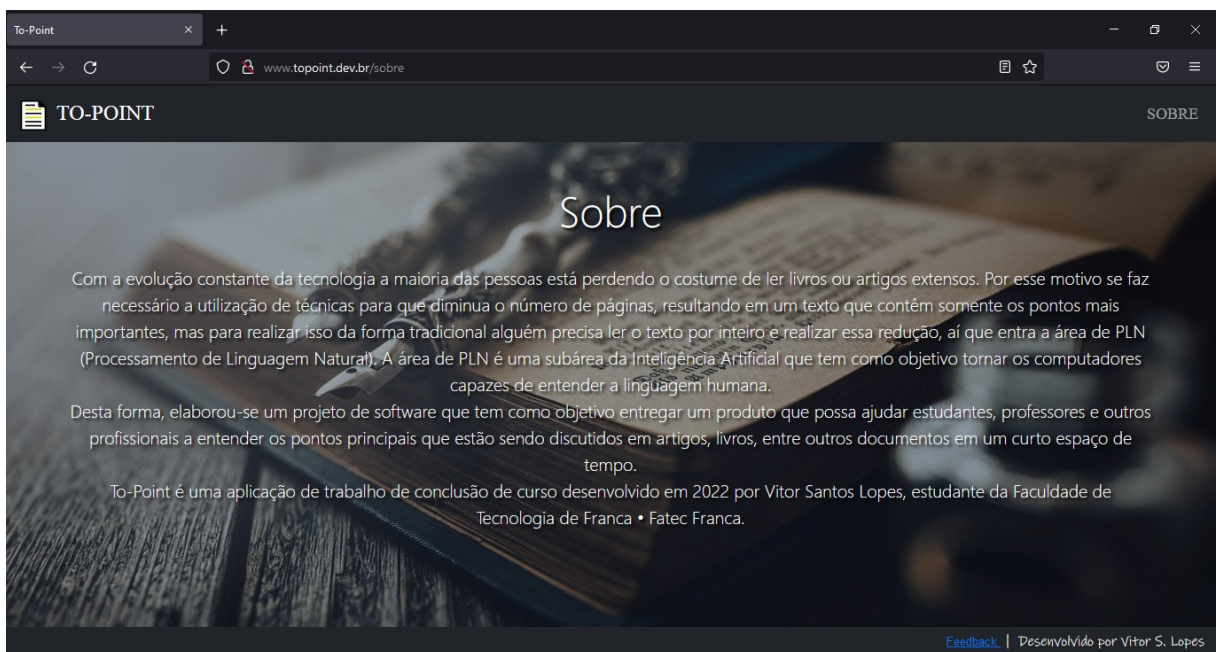 To-Point
www.topoint.dev.br/sobre
TO-POINT
SOBRE
Sobre
Com a evolução constante da tecnologia a maioria das pessoas está perdendo o costume de ler livros ou artigos extensos. Por esse motivo se faz
necessário a utilização de técnicas para que diminua o número de páginas, resultando em um texto que contêm somente os pontos mais
importantes, mas para realizar isso da forma tradicional alguém precisa ler o texto por inteiro e realizar essa redução, aí que entra a área de PLN
(Processamento de Linguagem Natural). A área de PLN é uma subárea da Inteligência Artificial que tem como objetivo tornar os computadores
capazes de entender a linguagem humana.
Desta forma, elaborou-se um projeto de software que tem como objetivo entregar um produto que possa ajudar estudantes, professores e outros
profissionais a entender os pontos principais que estão sendo discutidos em artigos, livros, entre outros documentos em um curto espaço de
tempo.
To-Point é uma aplicação de trabalho de conclusão de curso desenvolvido em 2022 por Vitor Santos Lopes, estudante da Faculdade de
Tecnologia de Franca • Fatec Franca.
Feedback | Desenvolvido por Vitor S. Lopes